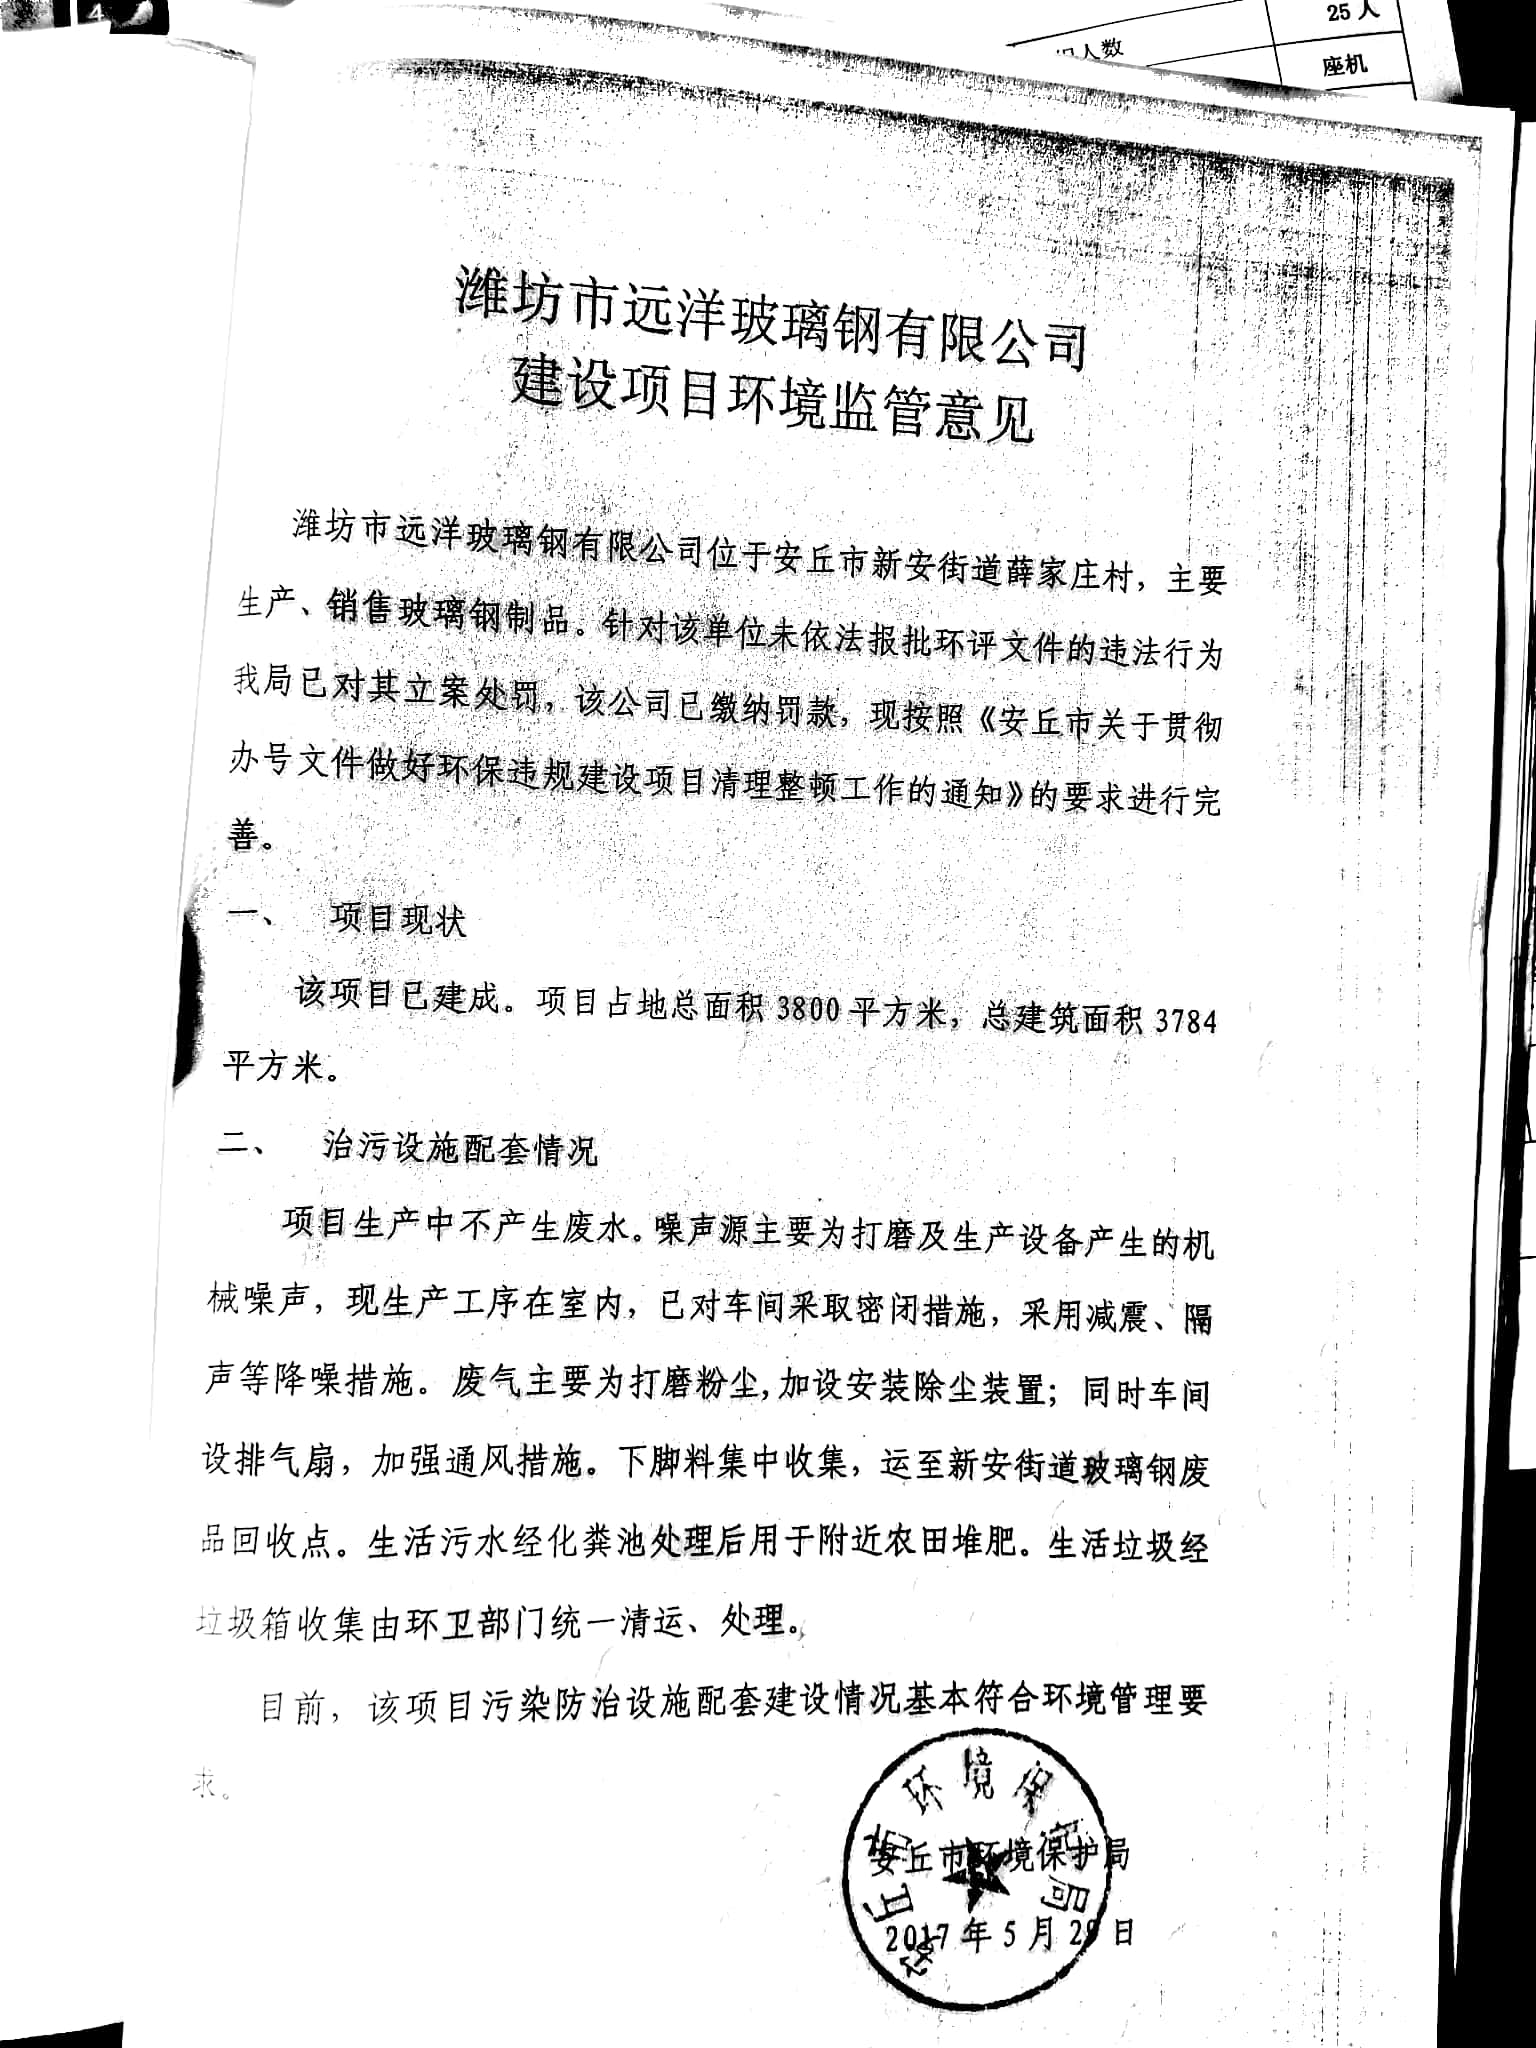 25人
人数
座机
潍坊市远洋玻璃钢有限公司
建设项目环境监管意见
潍坊市远洋玻璃钢有限公司位于安丘市新安街道薛家庄村，主要
生产、销售玻璃钢制品。针对该单位未依法报批环评文件的违法行为
我局已对其立案处罚，该公司已缴纳罚款，现按照《安丘市关于贯彻
办号文件做好环保违规建设项目清理整顿工作的通知》的要求进行完
善。
一、 项目现状
该项目已建成。项目占地总面积 3800 平方米，总建筑面积 3784
平方米。
二、 治污设施配套情况
项目生产中不产生废水。噪声源主要为打磨及生产设备产生的机
械噪声，现生产工序在室内，已对车间采取密闭措施，采用减震、隔
声等降噪措施。废气主要为打磨粉尘,加设安装除尘装置；同时车间
设排气扇，加强通风措施。下脚料集中收集，运至新安街道玻璃钢废
品回收点。生活污水经化粪池处理后用于附近农田堆肥。生活垃圾经
垃圾箱收集由环卫部门统一清运、处理。
目前，该项目污染防治设施配套建设情况基本符合环境管理要
求。
安丘市环境保护局
安丘市环境保护局
2017 年 5 月 2 日